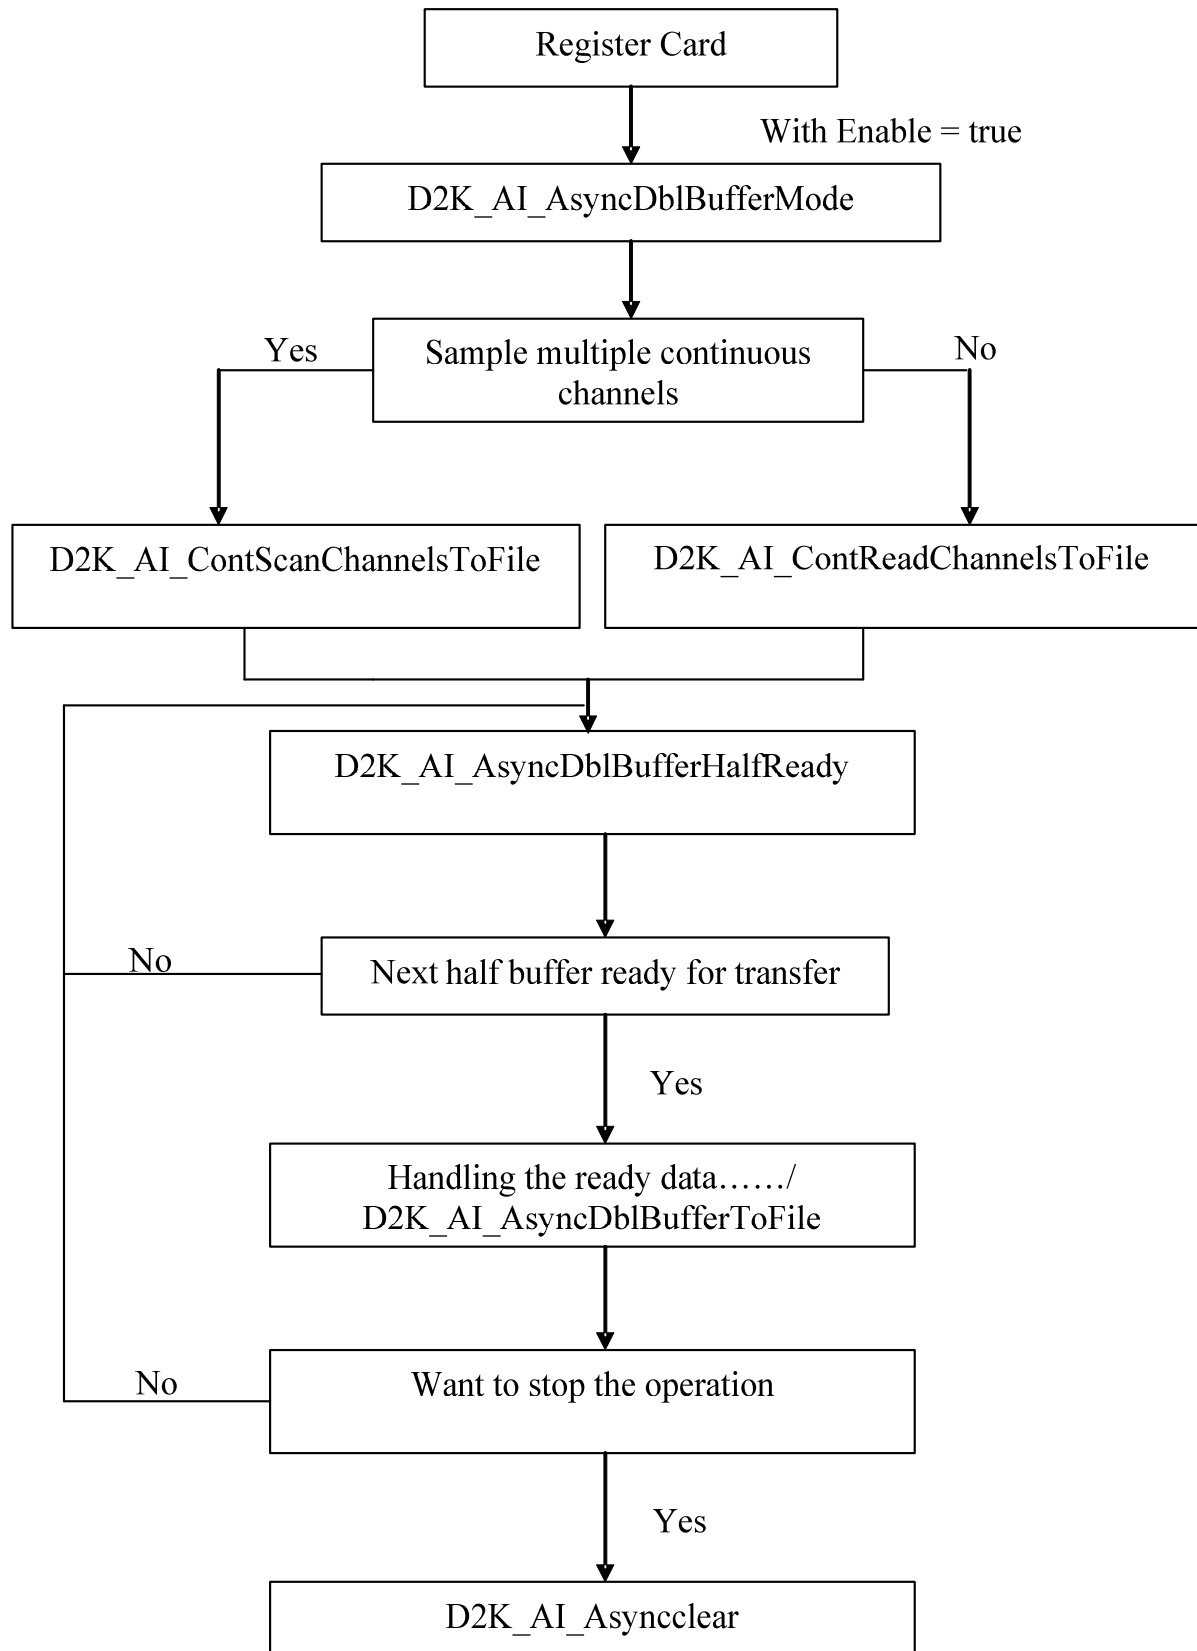 Register Card
With Enable = true
D2K_AI_AsyncDblBufferMode
Yes
Sample multiple continuous
channels
No
D2K_AI_ContScanChannelsToFile
D2K_AI_ContReadChannelsToFile
D2K_AI_AsyncDblBufferHalfReady
No
Next half buffer ready for transfer
Yes
Handling the ready data……/
D2K_AI_AsyncDblBufferToFile
No
Want to stop the operation
Yes
D2K_AI_Asyncclear